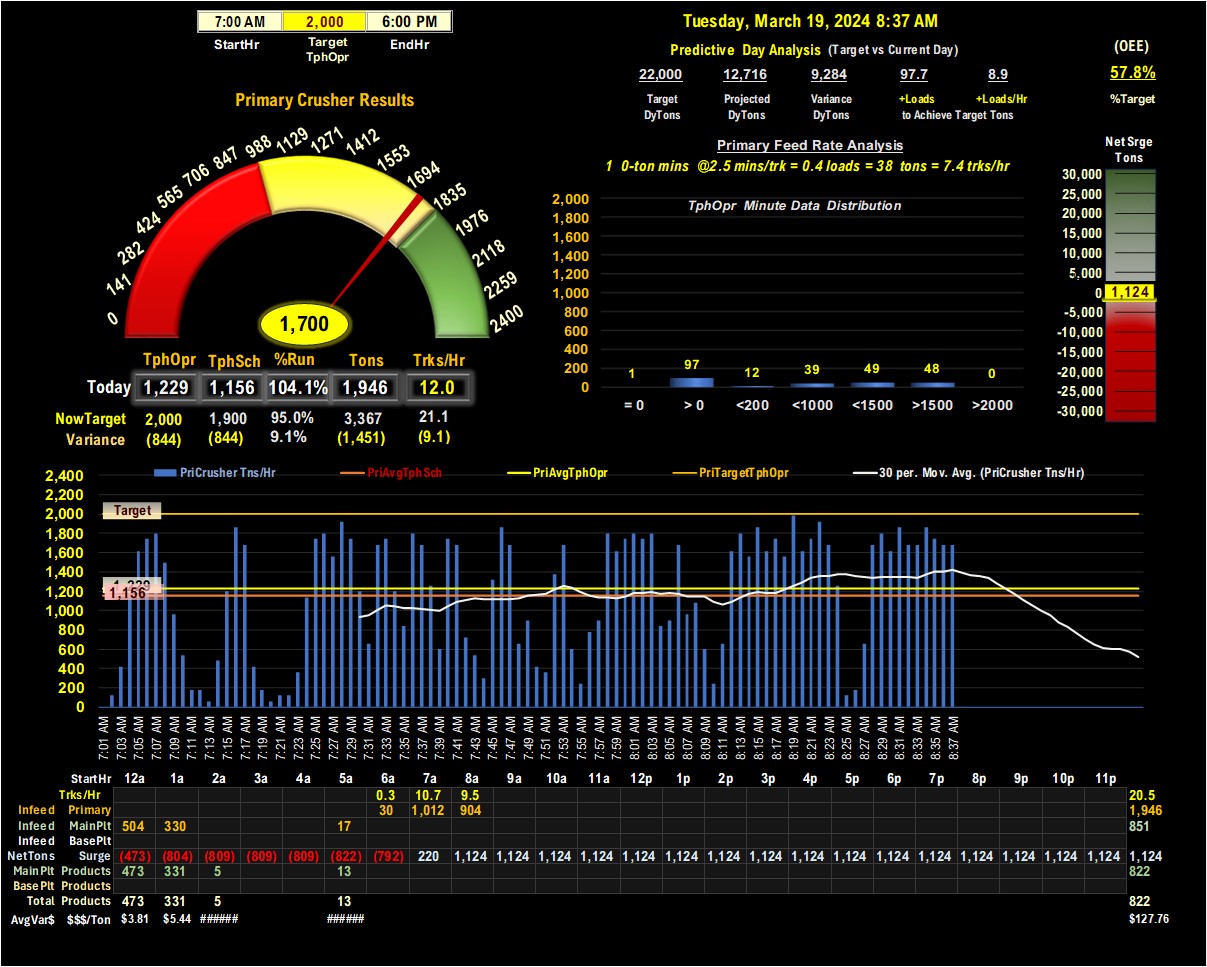 7:00 AM 2,000 6:00 PM
StartHr Target TphOpr EndHr
Tuesday, March 19, 2024 8:37 AM
Predictive Day Analysis (Target vs Current Day)
22,000 12,716 9,284 97.7 8.9
Target DyTons
Projected DyTons
Variance DyTons
+Loads +Loads/Hr
to Achieve Target Tons
(OEE)
57.8%
%Target
Primary Crusher Results
0 141 282 424 565 706 847 988 1129 1271 1412 1553 1694 1835 1976 2118 2259 2400
1,700
TphOpr TphSch %Run Tons Trks/Hr
Today 1,229 1,156 104.1% 1,946 12.0
NowTarget 2,000 1,900 95.0% 3,367 21.1
Variance (844) (844) 9.1% (1,451) (9.1)
Primary Feed Rate Analysis
1 0-ton mins @2.5 mins/trk = 0.4 loads = 38 tons = 7.4 trks/hr
TphOpr Minute Data Distribution
2,000
1,800
1,600
1,400
1,200
1,000
800
600
400
200
0
1 97 12 39 49 48 0
= 0 > 0 <200 <1000 <1500 >1500 >2000
Net Srge
Tons
30,000
25,000
20,000
15,000
10,000
5,000
0 1,124
-5,000
-10,000
-15,000
-20,000
-25,000
-30,000
PriCrusher Tns/Hr PriAvgTphSch PriAvgTphOpr PriTargetTphOpr 30 per. Mov. Avg. (PriCrusher Tns/Hr)
2,400
2,200
2,000
1,800
1,600
1,400
1,200
1,000
800
600
400
200
0
Target
1,156
7:01 AM 7:03 AM 7:05 AM 7:07 AM 7:09 AM 7:11 AM 7:13 AM 7:15 AM 7:17 AM 7:19 AM 7:21 AM 7:23 AM 7:25 AM 7:27 AM 7:29 AM 7:31 AM 7:33 AM 7:35 AM 7:37 AM 7:39 AM 7:41 AM 7:43 AM 7:45 AM 7:47 AM 7:49 AM 7:51 AM 7:53 AM 7:55 AM 7:57 AM 7:59 AM 8:01 AM 8:03 AM 8:05 AM 8:07 AM 8:09 AM 8:11 AM 8:13 AM 8:15 AM 8:17 AM 8:19 AM 8:21 AM 8:23 AM 8:25 AM 8:27 AM 8:29 AM 8:31 AM 8:33 AM 8:35 AM 8:37 AM
StartHr 12a 1a 2a 3a 4a 5a 6a 7a 8a 9a 10a 11a 12p 1p 2p 3p 4p 5p 6p 7p 8p 9p 10p 11p
Trks/Hr 0.3 10.7 9.5 20.5
Infeed Primary 30 1,012 904 1,946
Infeed MainPlt 504 330 17 851
Infeed BasePlt
NetTons Surge (473) (804) (809) (809) (809) (822) (792) 220 1,124 1,124 1,124 1,124 1,124 1,124 1,124 1,124 1,124 1,124 1,124 1,124 1,124 1,124 1,124 1,124 1,124
MainPlt Products 473 331 5 13 822
BasePlt Products
Total Products 473 331 5 13 822
AvgVar$ $$$/Ton $3.81 $5.44 ###### ###### $127.76